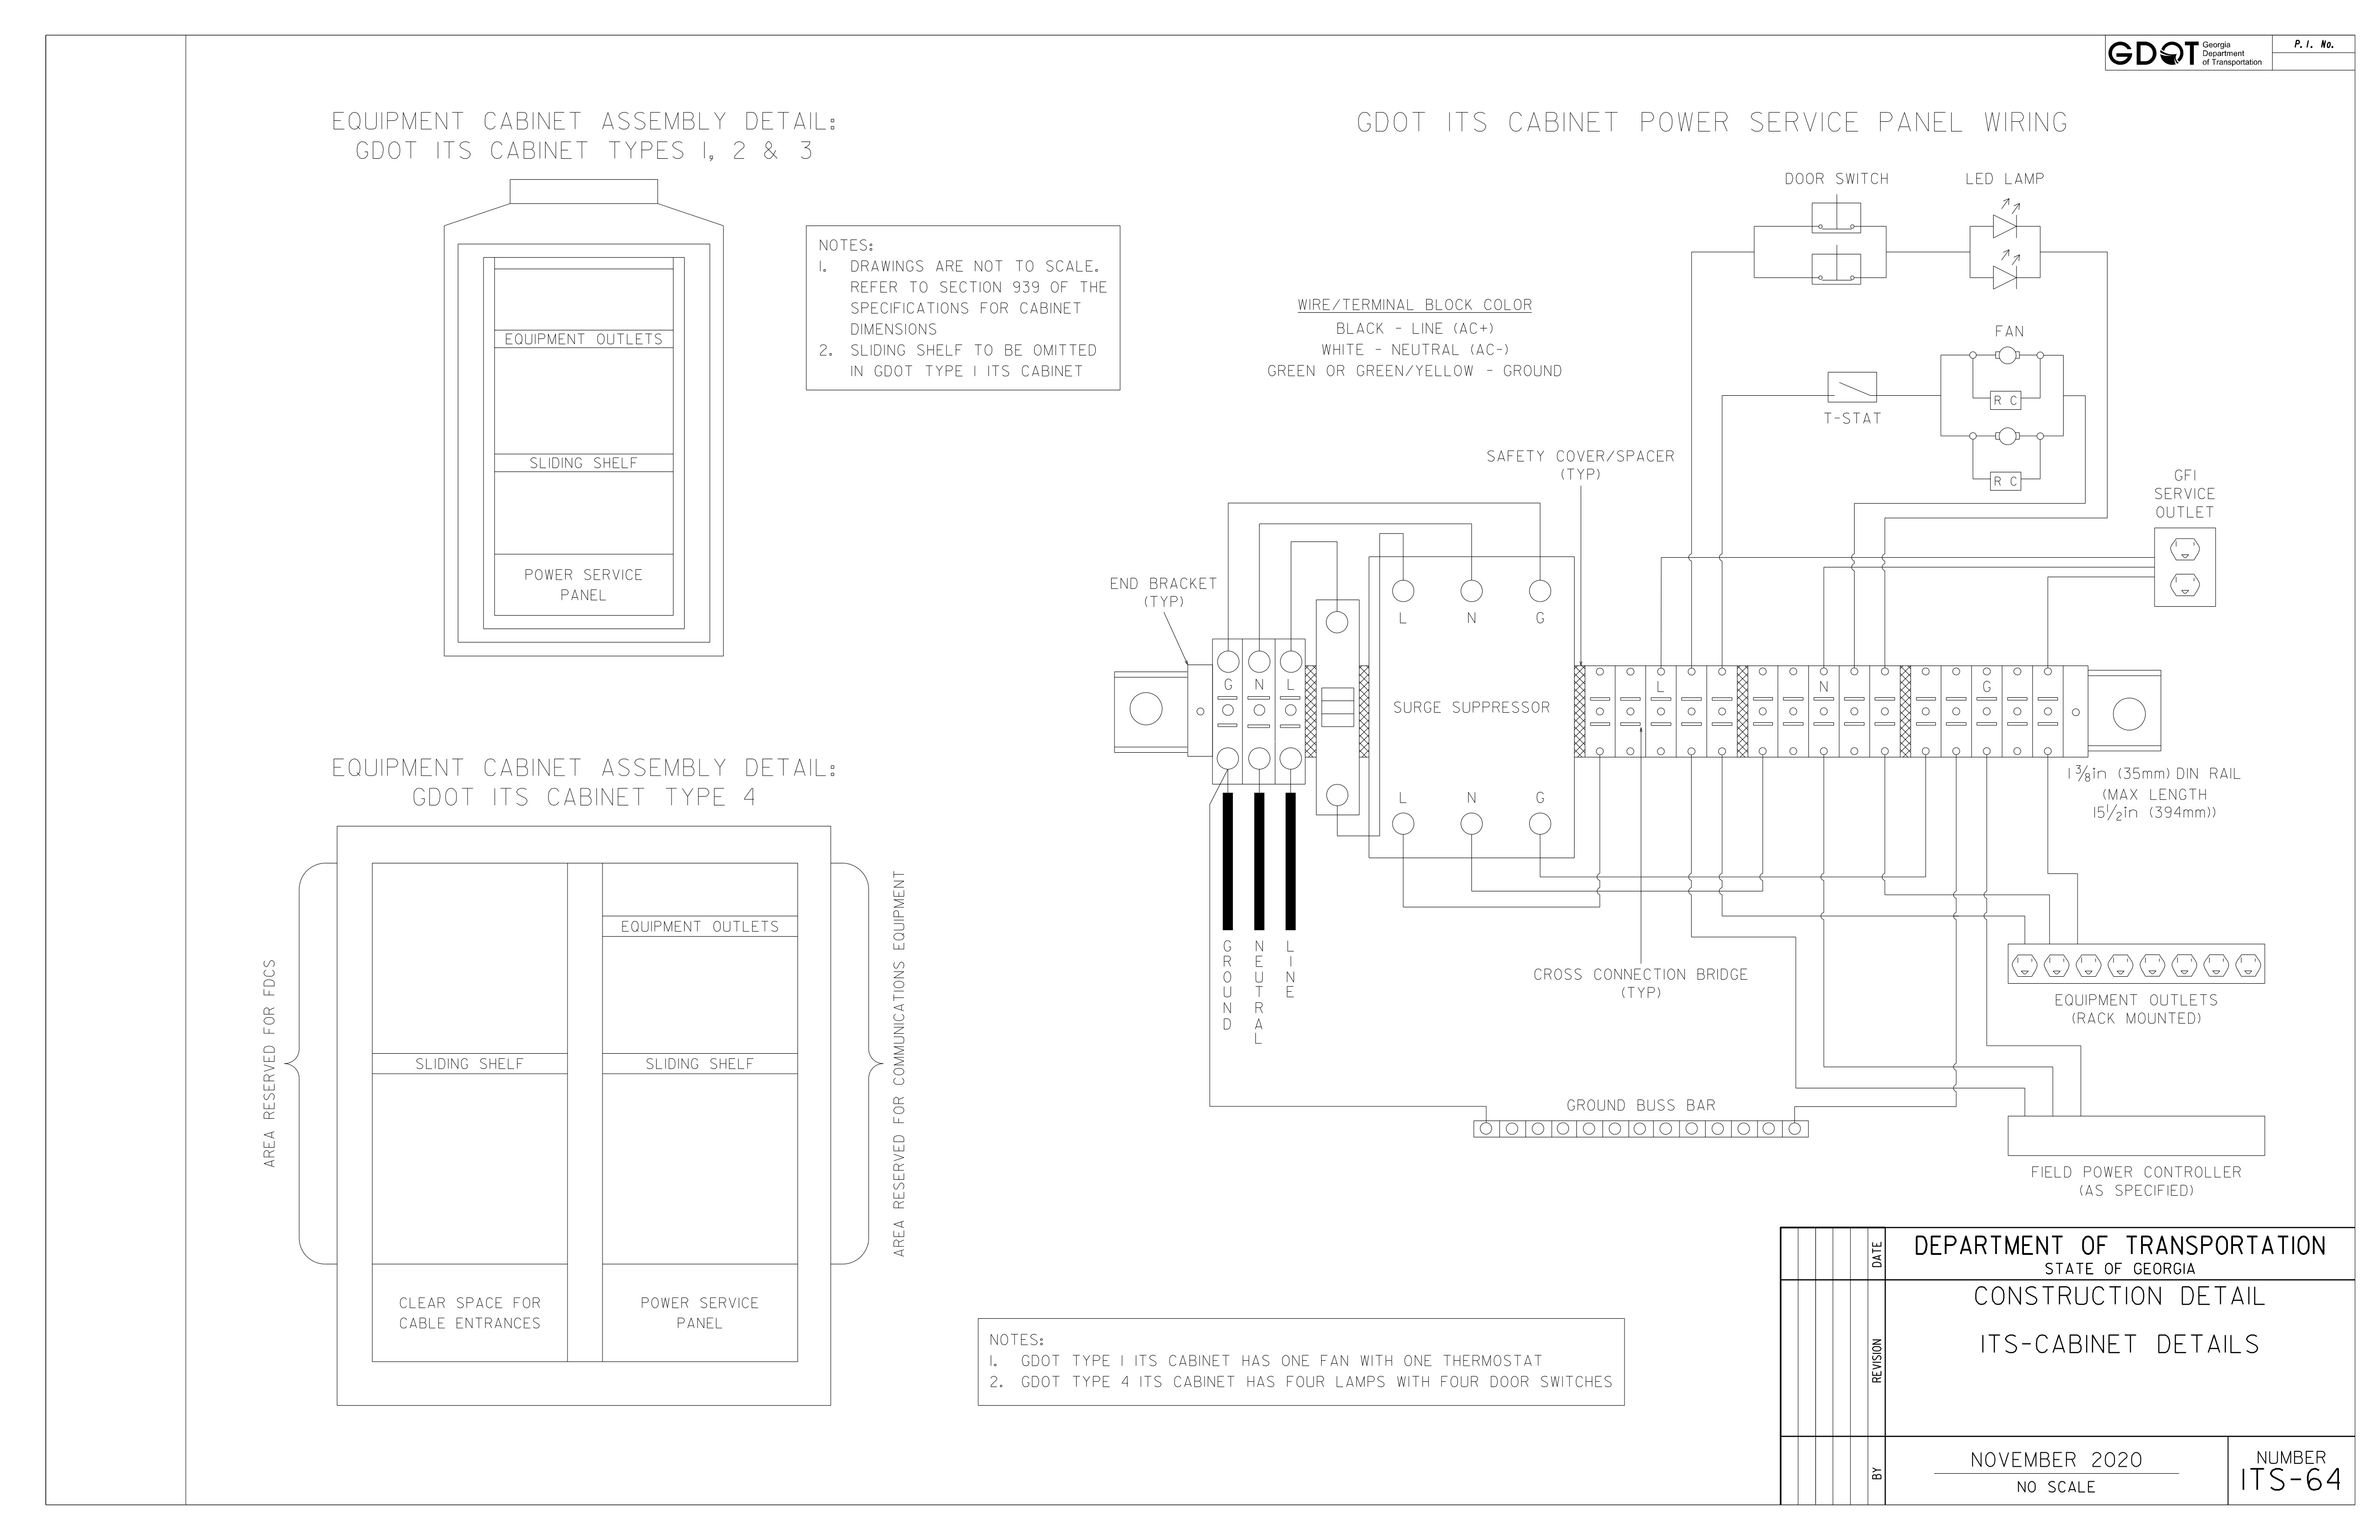 GDOT Georgia
Department
of Transportation
P.I. No.
EQUIPMENT CABINET ASSEMBLY DETAIL:
GDOT ITS CABINET TYPES 1, 2 & 3
EQUIPMENT OUTLETS
SLIDING SHELF
POWER SERVICE
PANEL
NOTES:
1. DRAWINGS ARE NOT TO SCALE.
REFER TO SECTION 939 OF THE
SPECIFICATIONS FOR CABINET
DIMENSIONS
2. SLIDING SHELF TO BE OMITTED
IN GDOT TYPE 1 ITS CABINET
EQUIPMENT CABINET ASSEMBLY DETAIL:
GDOT ITS CABINET TYPE 4
AREA RESERVED FOR FDCS
EQUIPMENT OUTLETS
SLIDING SHELF
SLIDING SHELF
CLEAR SPACE FOR
CABLE ENTRANCES
POWER SERVICE
PANEL
AREA RESERVED FOR COMMUNICATIONS EQUIPMENT
GDOT ITS CABINET POWER SERVICE PANEL WIRING
DOOR SWITCH
LED LAMP
WIRE/TERMINAL BLOCK COLOR
BLACK - LINE (AC+)
WHITE - NEUTRAL (AC-)
GREEN OR GREEN/YELLOW - GROUND
FAN
R C
T-STAT
R C
SAFETY COVER/SPACER
(TYP)
GFI
SERVICE
OUTLET
END BRACKET
(TYP)
L N G
G N L
SURGE SUPPRESSOR
L
N
G
L N G
1 3/8in (35mm) DIN RAIL
(MAX LENGTH
15 1/2in (394mm))
GROUND
NEUTRAL
LINE
CROSS CONNECTION BRIDGE
(TYP)
EQUIPMENT OUTLETS
(RACK MOUNTED)
GROUND BUSS BAR
FIELD POWER CONTROLLER
(AS SPECIFIED)
NOTES:
1. GDOT TYPE 1 ITS CABINET HAS ONE FAN WITH ONE THERMOSTAT
2. GDOT TYPE 4 ITS CABINET HAS FOUR LAMPS WITH FOUR DOOR SWITCHES
DATE
REVISION
BY
DEPARTMENT OF TRANSPORTATION
STATE OF GEORGIA
CONSTRUCTION DETAIL
ITS-CABINET DETAILS
NOVEMBER 2020
NO SCALE
NUMBER
ITS-64